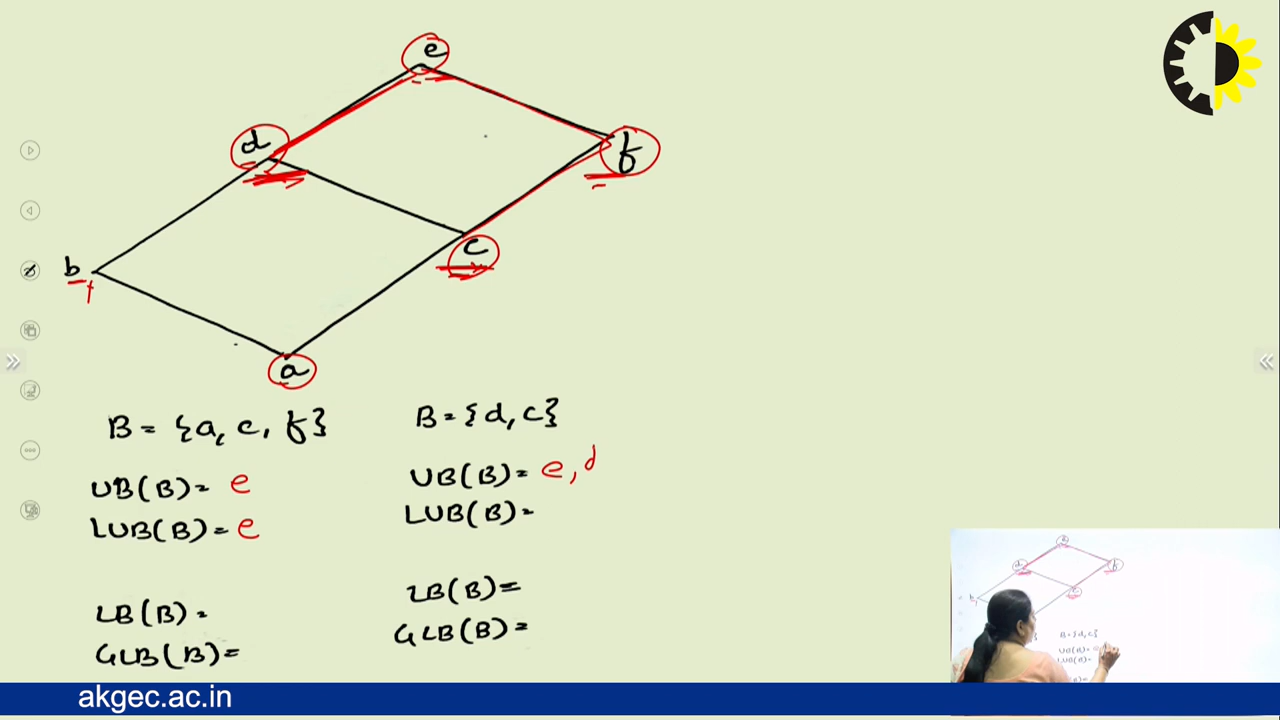 e
d
f
c
b
a
B = {a, e, f}
UB(B) = e
LUB(B) = e
LB(B) =
GLB(B) =
B = {d, c}
UB(B) = e, d
LUB(B) =
LB(B) =
GLB(B) =
akgec.ac.in